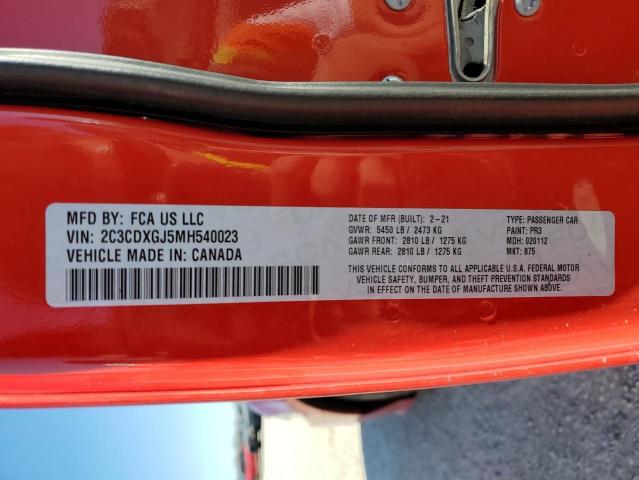 MFD BY: FCA US LLC
VIN: 2C3CDXGJ5MH540023
VEHICLE MADE IN: CANADA
DATE OF MFR (BUILT): 2-21
GVWR: 5450 LB / 2473 KG
GAWR FRONT: 2810 LB / 1275 KG
GAWR REAR: 2810 LB / 1275 KG
TYPE: PASSENGER CAR
PAINT: PR3
MDH: 020112
MKT: 875
THIS VEHICLE CONFORMS TO ALL APPLICABLE U.S.A. FEDERAL MOTOR
VEHICLE SAFETY, BUMPER, AND THEFT PREVENTION STANDARDS
IN EFFECT ON THE DATE OF MANUFACTURE SHOWN ABOVE.